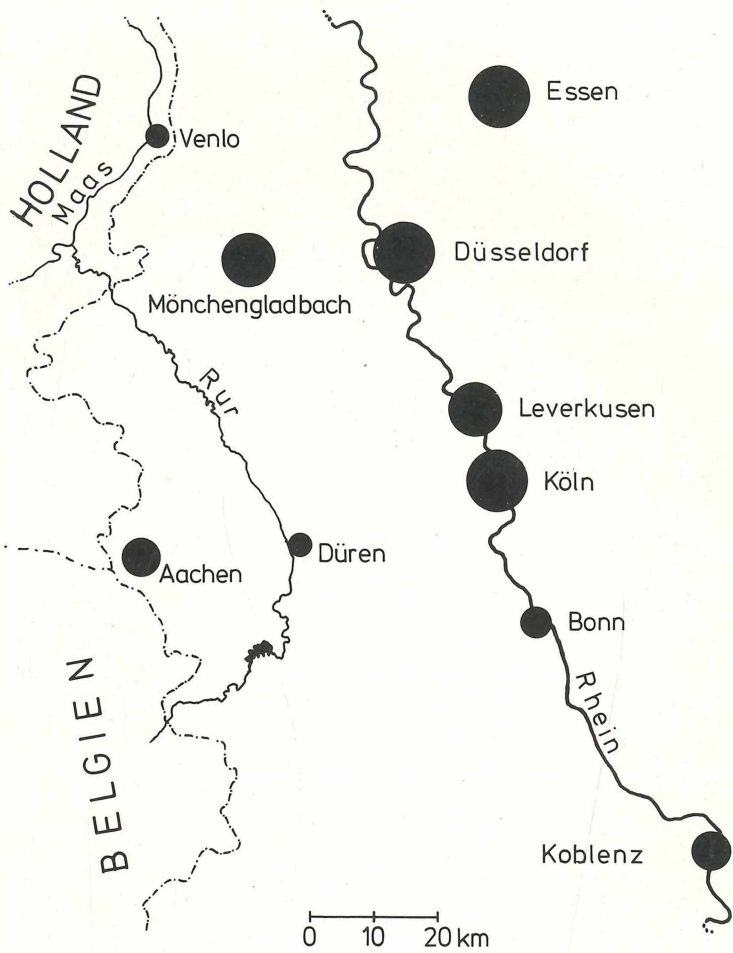 Essen
HOLLAND
Venlo
Maas
Düsseldorf
Mönchengladbach
Rur
Leverkusen
Köln
Düren
Aachen
Bonn
BELGIEN
Rhein
Koblenz
0 10 20 km